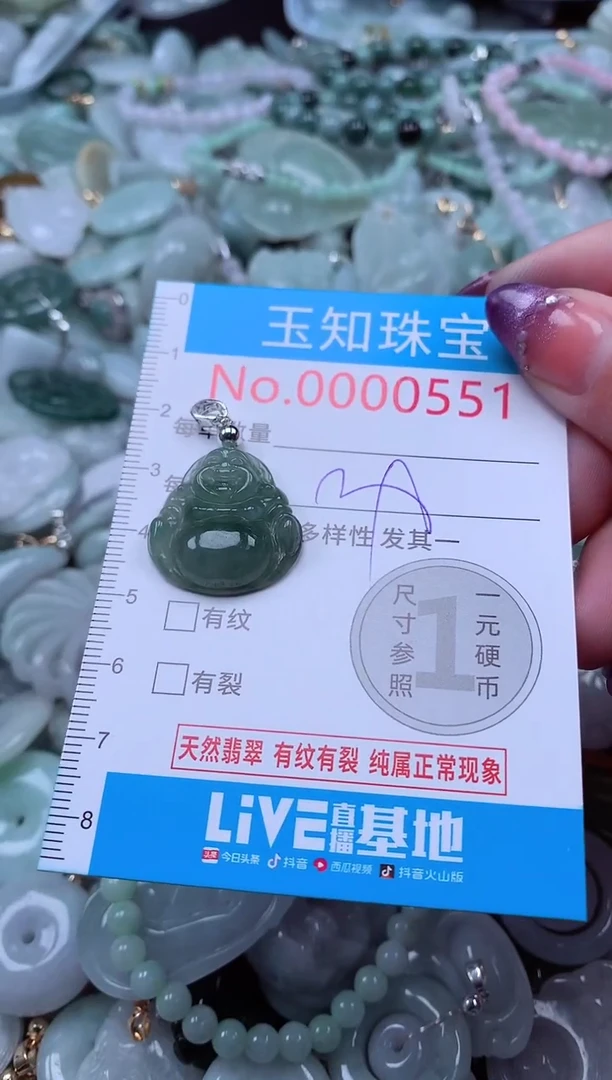 0
玉知珠宝
1
No.0000551
2
数量
3
4
多样性 发其一
5
有纹
尺寸参照
1
一元硬币
6
有裂
7
天然翡翠 有纹有裂 纯属正常现象
8
LiVE直播基地
头条 今日头条 抖音 西瓜视频 抖音火山版